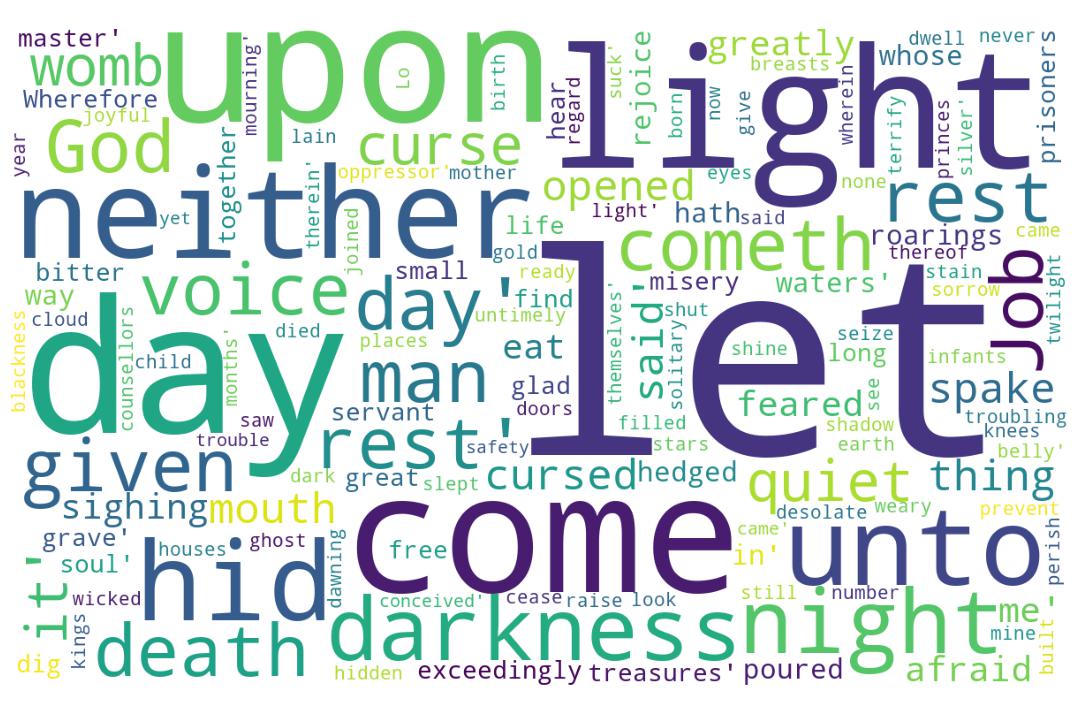 master'
womb
upon
light
greatly
whose
dwell
never
Wherefore
joyful
mourning'
Lo
birth
hear
regard
suck'
rejoice
breasts
born
now
give
wherein
terrify
princes
silver'
prisoners
year
God
lain
together
curse
oppressor'
mother
opened
eyes
none
rest
neither
yet
therein'
joined
life
gold
light'
hath
said
cometh
roarings
thereof
came
bitter
way
cloud
voice
small
day'
ready
find
untimely
misery
shut
waters'
stain
sorrow
Job
twilight
blackness
day
counsellors
child
months'
died
places
man
eat
glad
doors
themselves'
said'
solitary
let
shine
seize
long
see
infants
spake
troubling
knees
saw
trouble
servant
rest'
safety
filled
stars
feared
shadow
earth
belly'
given
dark
great
slept
cursed
hedged
quiet
thing
sighing
mouth
come
desolate
weary
prevent
grave'
soul'
houses
ghost
hid
dawning
free
came'
in'
unto
perish
it'
wicked
kings
conceived'
cease
raise
look
still
number
night
me
mine
built'
dig
death
darkness
hidden
exceedingly
treasures'
poured
afraid